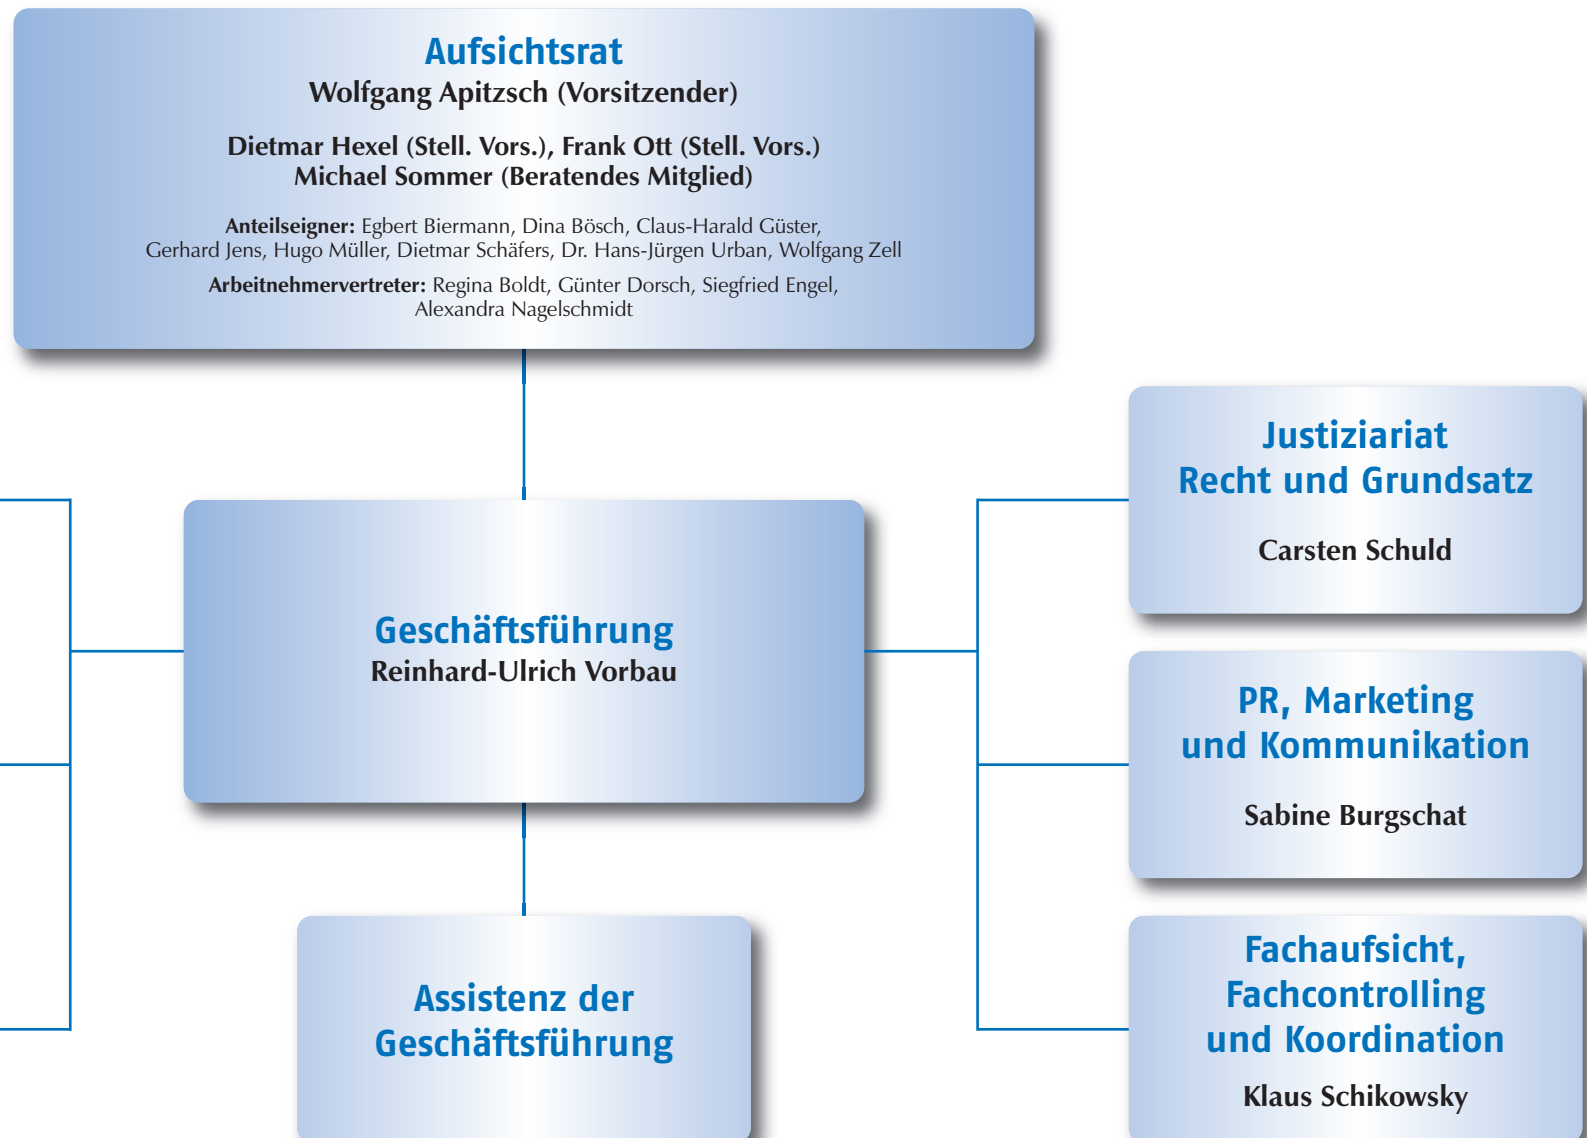 Aufsichtsrat
Wolfgang Apitzsch (Vorsitzender)
Dietmar Hexel (Stell. Vors.), Frank Ott (Stell. Vors.)
Michael Sommer (Beratendes Mitglied)
Anteilseigner: Egbert Biermann, Dina Bösch, Claus-Harald Güster,
Gerhard Jens, Hugo Müller, Dietmar Schäfers, Dr. Hans-Jürgen Urban, Wolfgang Zell
Arbeitnehmervertreter: Regina Boldt, Günter Dorsch, Siegfried Engel,
Alexandra Nagelschmidt
Geschäftsführung
Reinhard-Ulrich Vorbau
Assistenz der
Geschäftsführung
Justiziariat
Recht und Grundsatz
Carsten Schuld
PR, Marketing
und Kommunikation
Sabine Burgschat
Fachaufsicht,
Fachcontrolling
und Koordination
Klaus Schikowsky